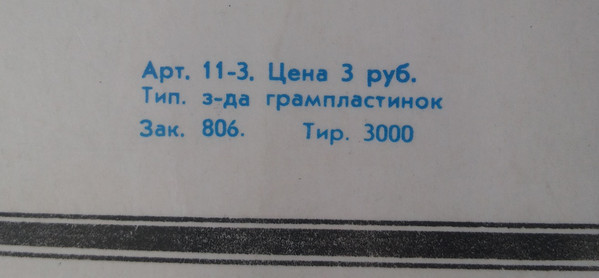 Арт. 11-3. Цена 3 руб.
Тип. з-да грампластинок
Зак. 806. Тир. 3000